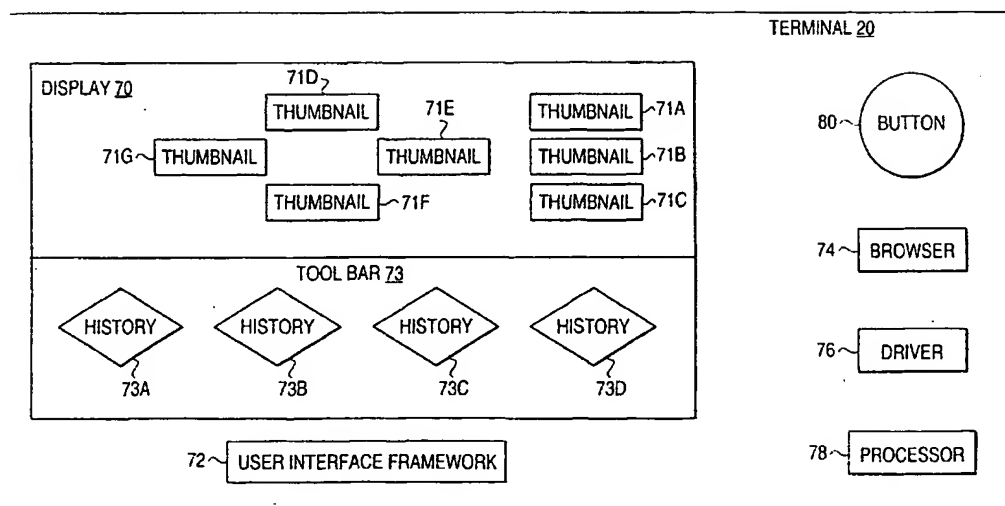 TERMINAL 20
DISPLAY 70
71D
THUMBNAIL
71E
THUMBNAIL
71G
THUMBNAIL
THUMBNAIL
71F
THUMBNAIL
71A
THUMBNAIL
71B
THUMBNAIL
71C
80
BUTTON
74
BROWSER
TOOL BAR 73
HISTORY
HISTORY
HISTORY
HISTORY
73A
73B
73C
73D
76
DRIVER
72
USER INTERFACE FRAMEWORK
78
PROCESSOR